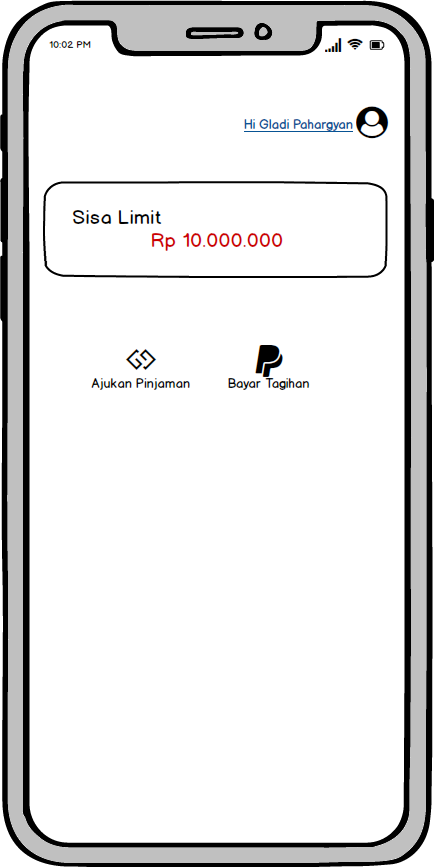 10:02 PM
Hi Gladi Pahargyan
Sisa Limit
Rp 10.000.000
Ajukan Pinjaman
Bayar Tagihan